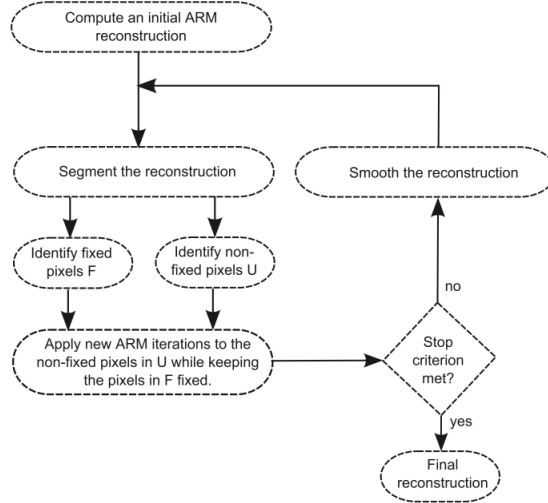 Compute an initial ARM
reconstruction
Segment the reconstruction
Smooth the reconstruction
Identify fixed
pixels F
Identify non-
fixed pixels U
no
Apply new ARM iterations to the
non-fixed pixels in U while keeping
the pixels in F fixed.
Stop
criterion
met?
yes
Final
reconstruction